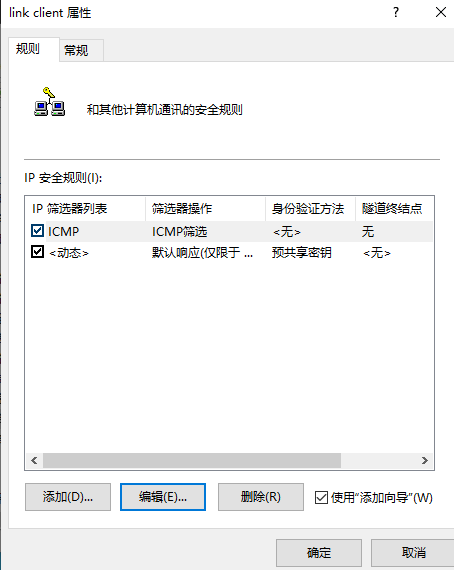 link client 属性
规则 常规
和其他计算机通讯的安全规则
IP 安全规则(I):
IP 筛选器列表 筛选器操作 身份验证方法 隧道终结点
ICMP ICMP筛选 <无> 无
<动态> 默认响应(仅限于 ... 预共享密钥 <无>
添加(D)... 编辑(E)... 删除(R) 使用“添加向导”(W)
确定 取消